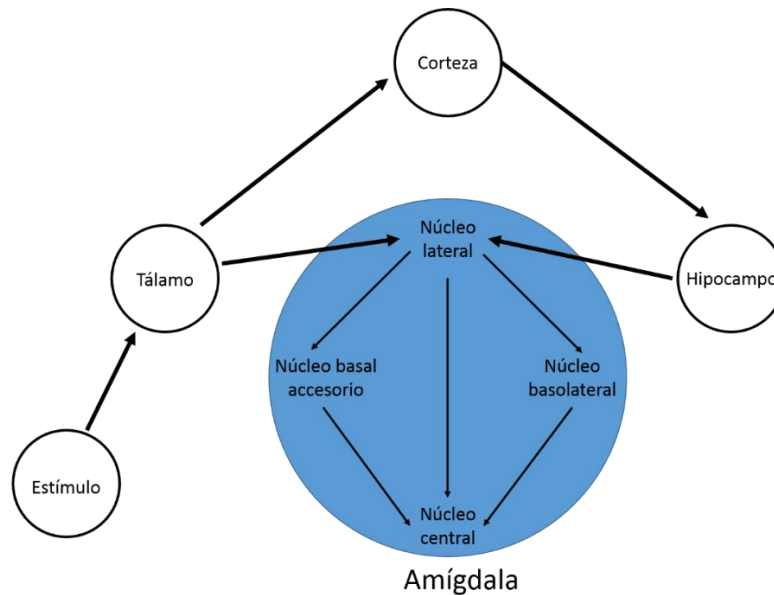 Corteza
Núcleo
lateral
Tálamo
Hipocampo
Núcleo basal
accesorio
Núcleo
basolateral
Estímulo
Núcleo
central
Amígdala